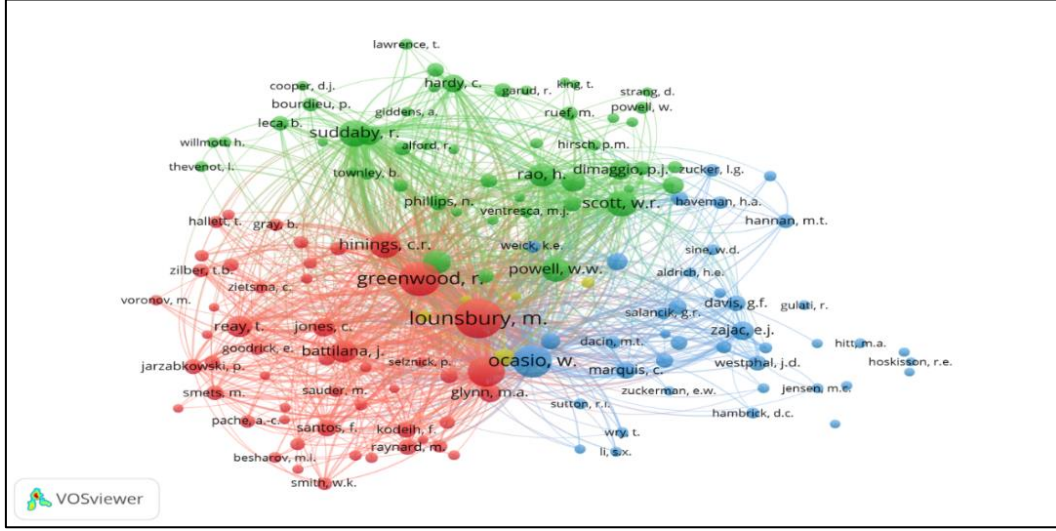 lawrence, t.
cooper, d.j.
hardy, c.
garud, r.
king, t.
strang, d.
bourdieu, p.
giddens, a.
ruef, m.
powell, w.
leca, b.
suddaby, r.
willmott, h.
alford, r.
hirsch, p.m.
thevenot, l.
townley, b.
rao, h.
dimaggio, p.j.
zucker, l.g.
phillips, n.
ventresca, m.j.
scott, w.r.
haveman, h.a.
hallett, t.
gray, b.
hannan, m.t.
hinings, c.r.
weick, k.e.
sine, w.d.
zilber, t.b.
greenwood, r.
powell, w.w.
aldrich, h.e.
zietsma, c.
voronov, m.
davis, g.f.
gulati, r.
salancik, g.r.
lounsbury, m.
reay, t.
jones, c.
zajac, e.j.
dacin, m.t.
hitt, m.a.
goodrick, e.
battilana, j.
selznick, p.
ocasio, w.
jarzabkowski, p.
marquis, c.
westphal, j.d.
hoskisson, r.e.
smets, m.
sauder, m.
glynn, m.a.
zuckerman, e.w.
jensen, m.c.
sutton, r.i.
pache, a.-c.
hambrick, d.c.
santos, f.
kodeih, f.
wry, t.
raynard, m.
li, s.x.
besharov, m.l.
smith, w.k.
VOSviewer